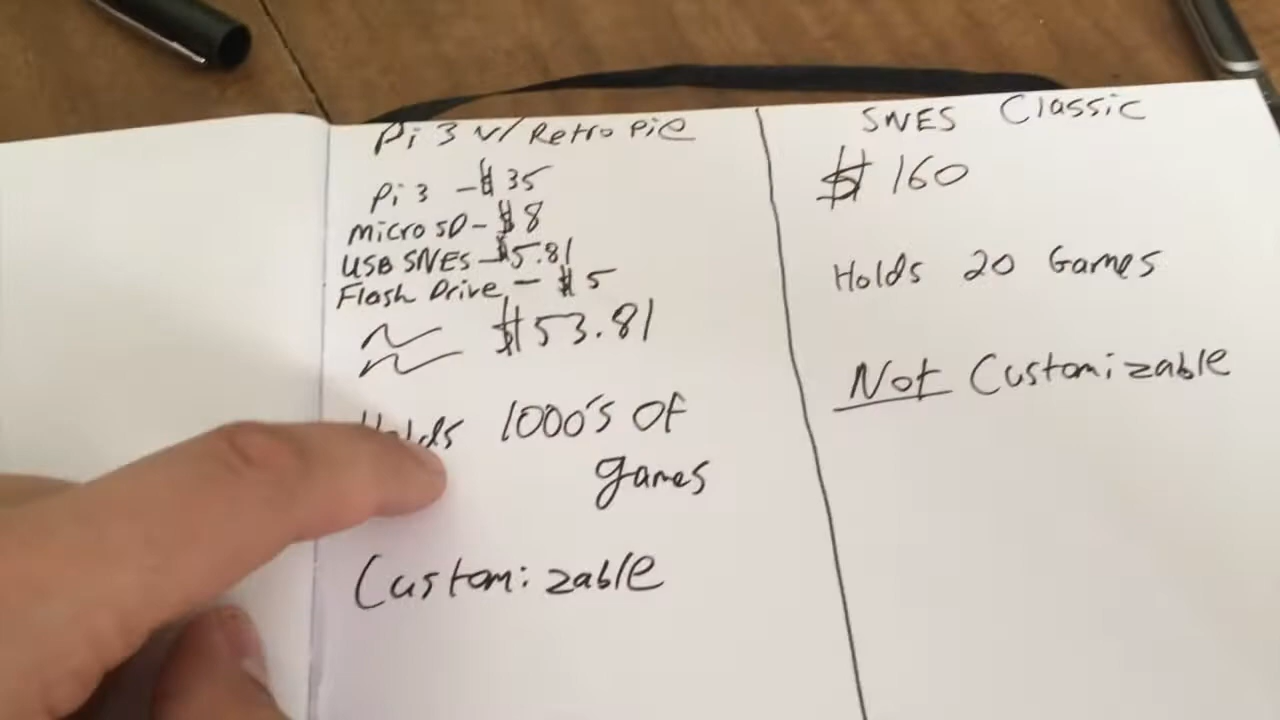 Pi 3 w/ Retro Pie
Pi 3 - $35
Micro SD - $8
USB SNES - $5.81
Flash Drive - $5
≈ $53.81
Holds 1000's OF
games
Customizable
SNES Classic
$160
Holds 20 Games
Not Customizable